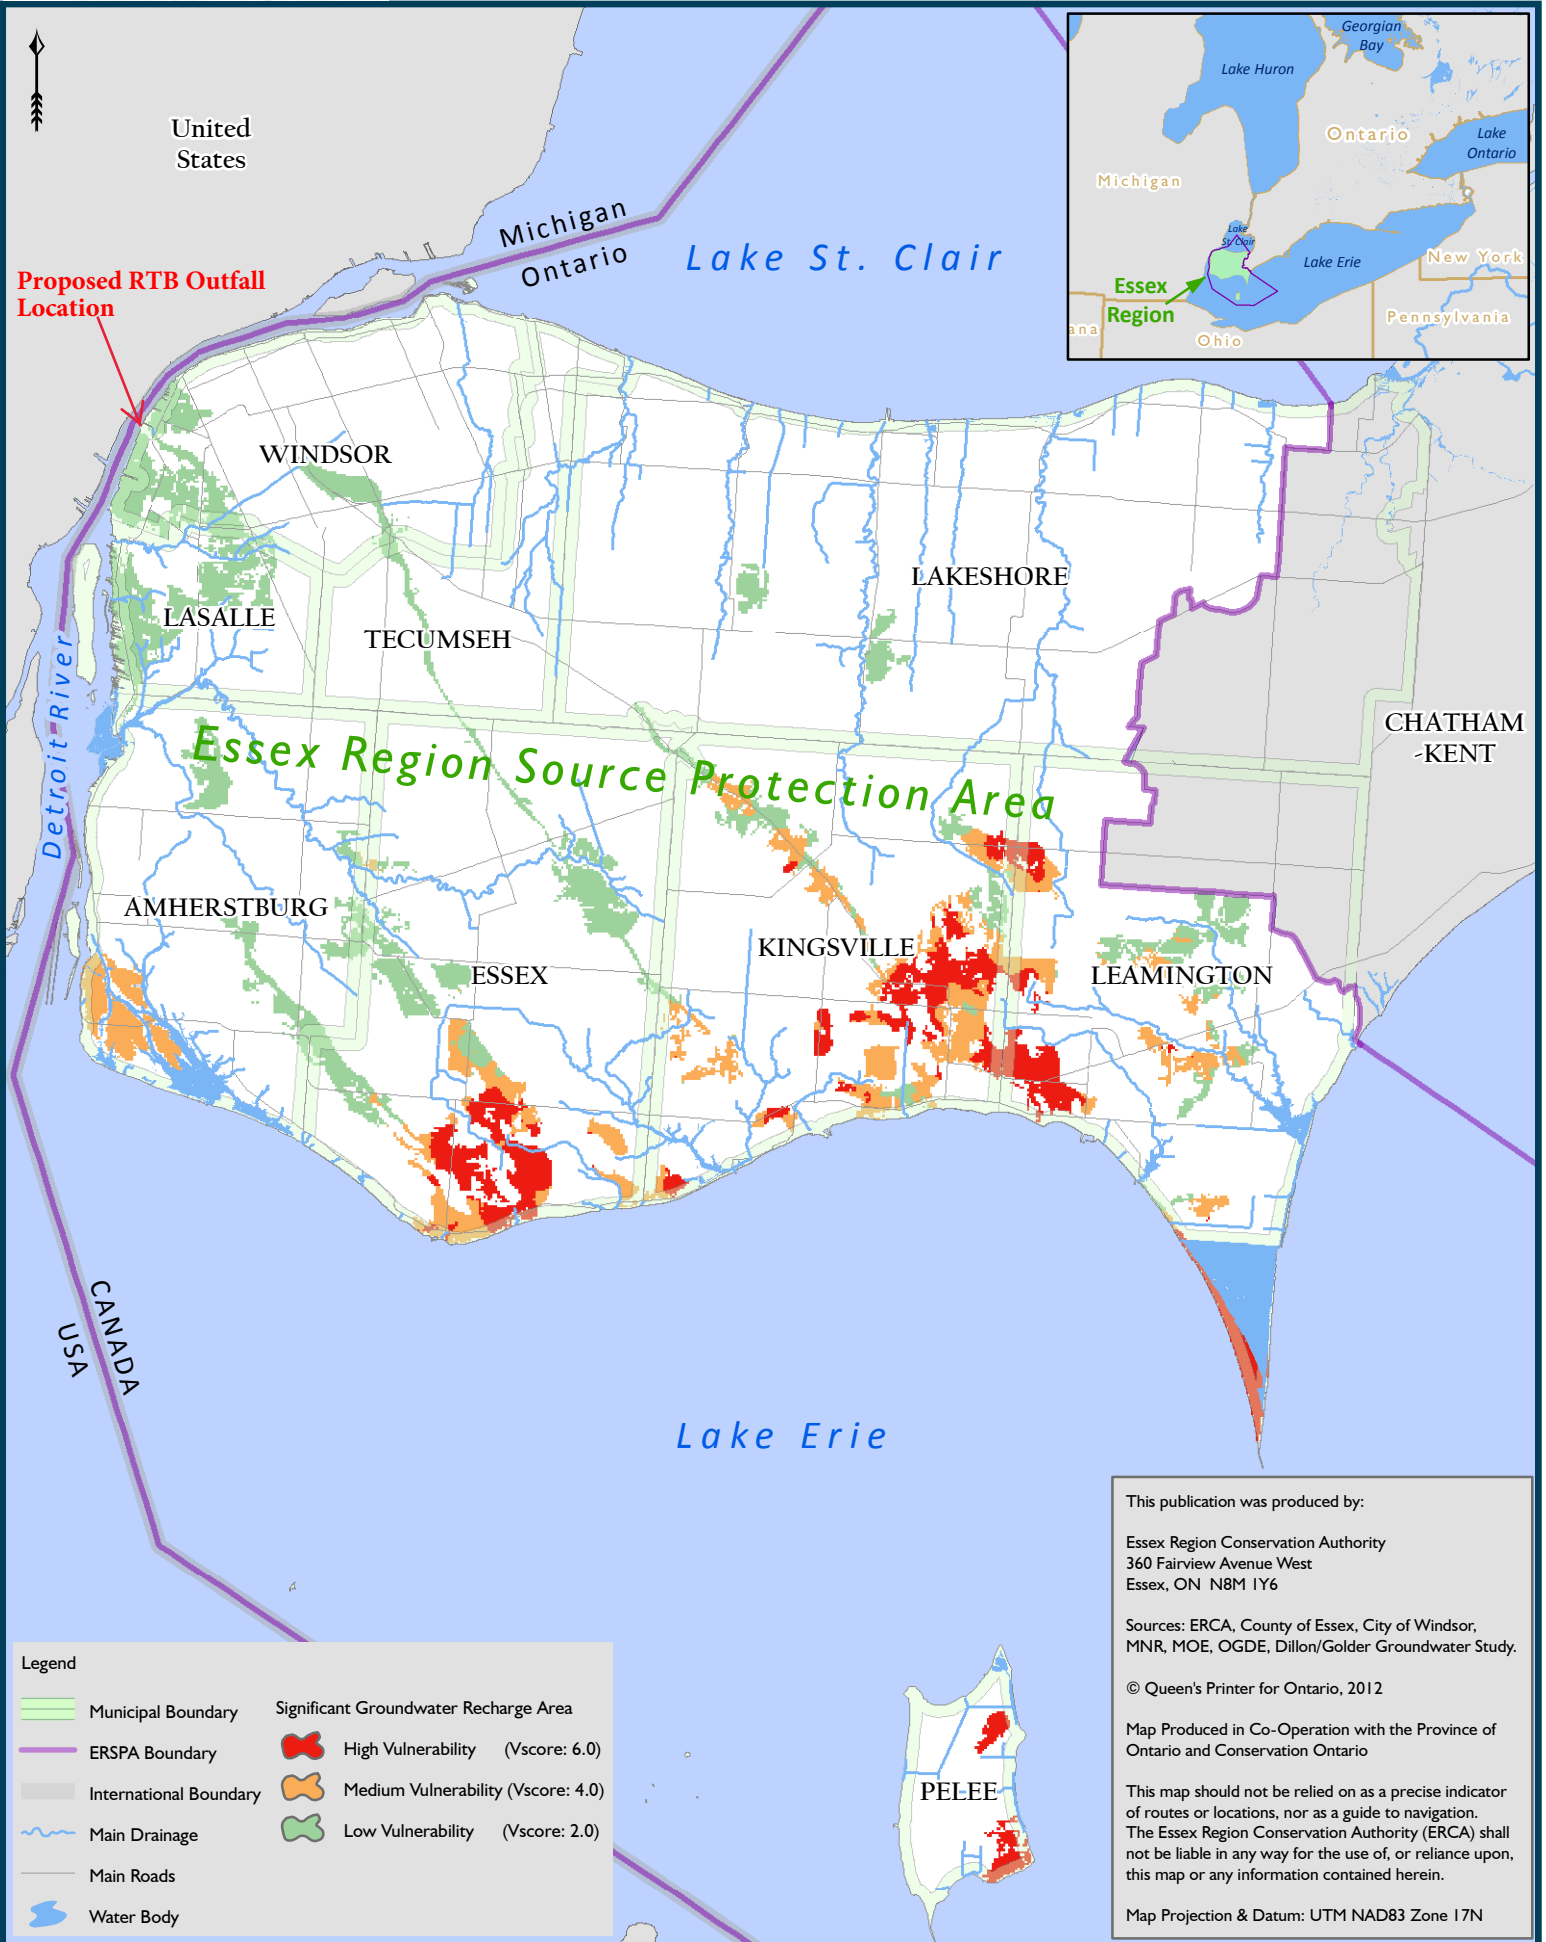 United
States
Proposed RTB Outfall
Location
Michigan
Ontario
Lake St. Clair
Georgian
Bay
Lake Huron
Ontario
Lake
Ontario
Michigan
Lake
St. Clair
Lake Erie
New York
Essex
Region
Pennsylvania
ana
Ohio
WINDSOR
LAKESHORE
LASALLE
TECUMSEH
Detroit River
CHATHAM
-KENT
Essex Region Source Protection Area
AMHERSTBURG
KINGSVILLE
ESSEX
LEAMINGTON
CANADA
USA
Lake Erie
PELEE
Legend
Municipal Boundary
ERSPA Boundary
International Boundary
Main Drainage
Main Roads
Water Body
Significant Groundwater Recharge Area
High Vulnerability (Vscore: 6.0)
Medium Vulnerability (Vscore: 4.0)
Low Vulnerability (Vscore: 2.0)
This publication was produced by:
Essex Region Conservation Authority
360 Fairview Avenue West
Essex, ON N8M 1Y6
Sources: ERCA, County of Essex, City of Windsor,
MNR, MOE, OGDE, Dillon/Golder Groundwater Study.
© Queen's Printer for Ontario, 2012
Map Produced in Co-Operation with the Province of
Ontario and Conservation Ontario
This map should not be relied on as a precise indicator
of routes or locations, nor as a guide to navigation.
The Essex Region Conservation Authority (ERCA) shall
not be liable in any way for the use of, or reliance upon,
this map or any information contained herein.
Map Projection & Datum: UTM NAD83 Zone 17N